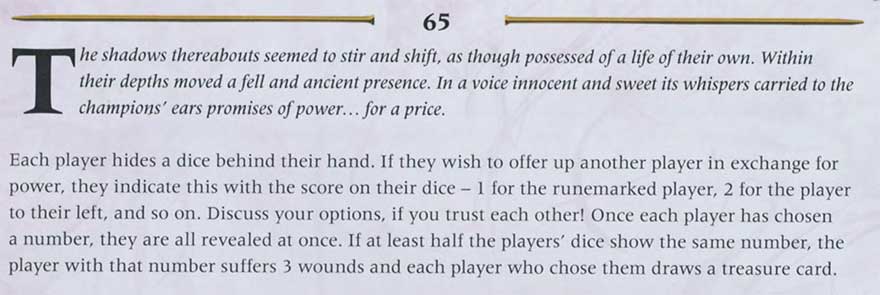 65
The shadows thereabouts seemed to stir and shift, as though possessed of a life of their own. Within
their depths moved a fell and ancient presence. In a voice innocent and sweet its whispers carried to the
champions' ears promises of power... for a price.
Each player hides a dice behind their hand. If they wish to offer up another player in exchange for
power, they indicate this with the score on their dice – 1 for the runemarked player, 2 for the player
to their left, and so on. Discuss your options, if you trust each other! Once each player has chosen
a number, they are all revealed at once. If at least half the players' dice show the same number, the
player with that number suffers 3 wounds and each player who chose them draws a treasure card.